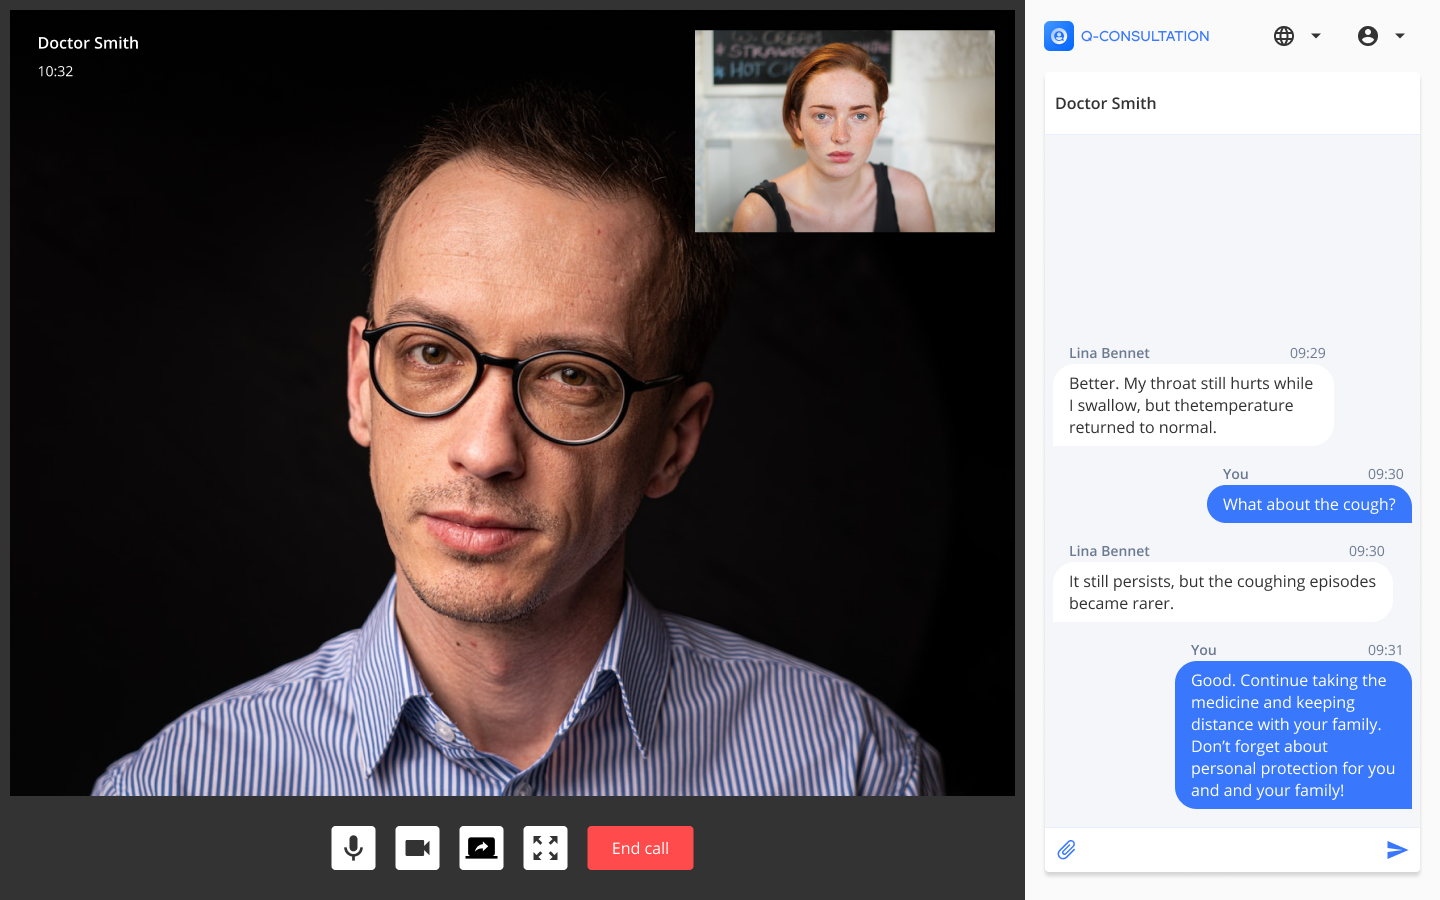 Doctor Smith
10:32
+ STRAWB
* HOT CH
Q-CONSULTATION
Doctor Smith
Lina Bennet 09:29
Better. My throat still hurts while
I swallow, but thetemperature
returned to normal.
You 09:30
What about the cough?
Lina Bennet 09:30
It still persists, but the coughing episodes
became rarer.
You 09:31
Good. Continue taking the
medicine and keeping
distance with your family.
Don't forget about
personal protection for you
and and your family!
End call